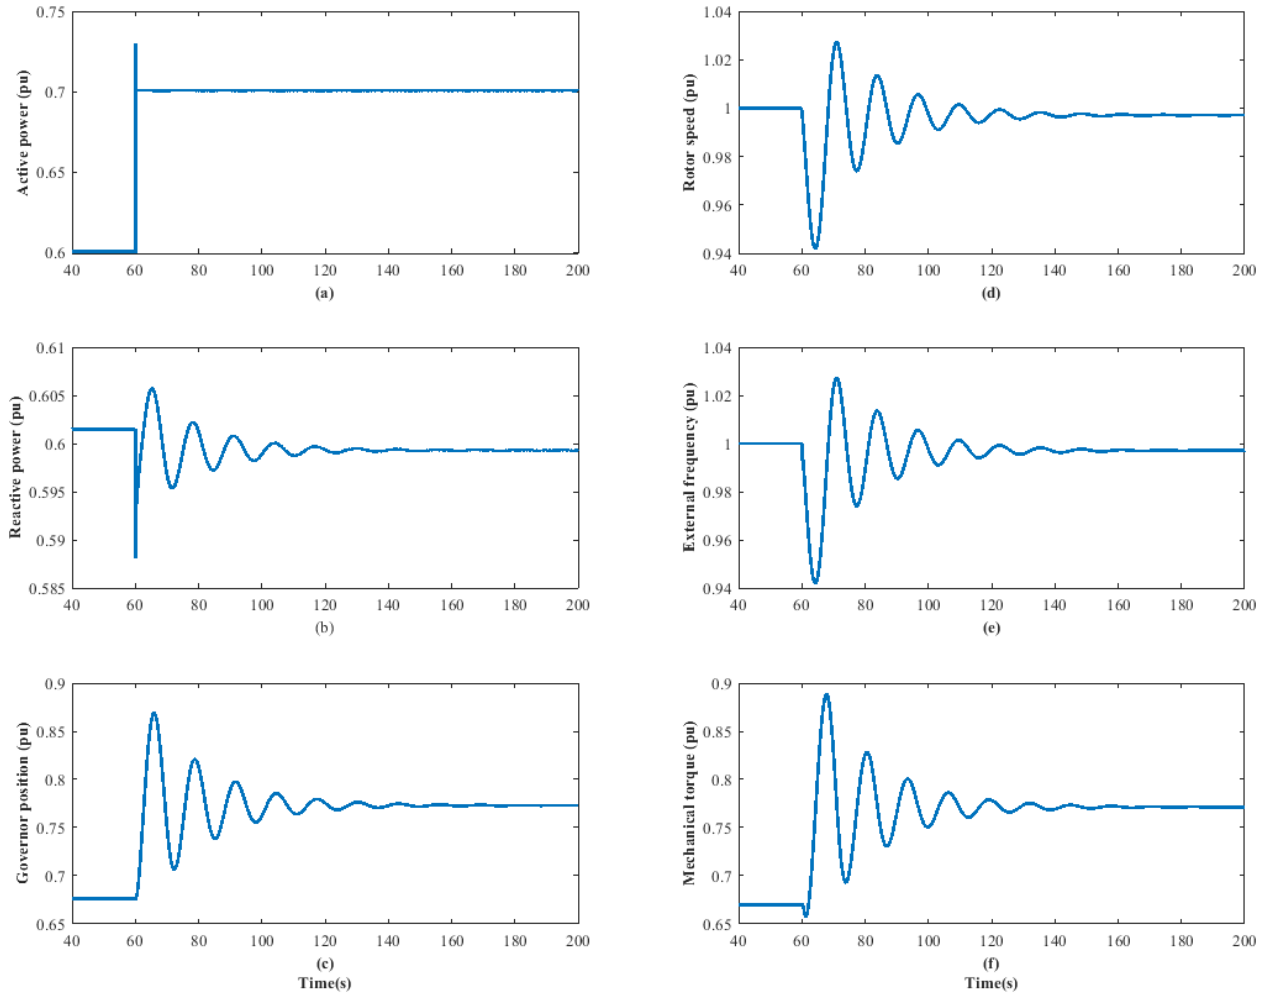 0.75
0.7
0.65
0.6
Active power (pu)
40 60 80 100 120 140 160 180 200
(a)
1.04
1.02
1
0.98
0.96
0.94
Rotor speed (pu)
40 60 80 100 120 140 160 180 200
(d)
0.61
0.605
0.6
0.595
0.59
0.585
Reactive power (pu)
40 60 80 100 120 140 160 180 200
(b)
1.04
1.02
1
0.98
0.96
0.94
External frequency (pu)
40 60 80 100 120 140 160 180 200
(e)
0.9
0.85
0.8
0.75
0.7
0.65
Governor position (pu)
40 60 80 100 120 140 160 180 200
(c)
Time(s)
0.9
0.85
0.8
0.75
0.7
0.65
Mechanical torque (pu)
40 60 80 100 120 140 160 180 200
(f)
Time(s)